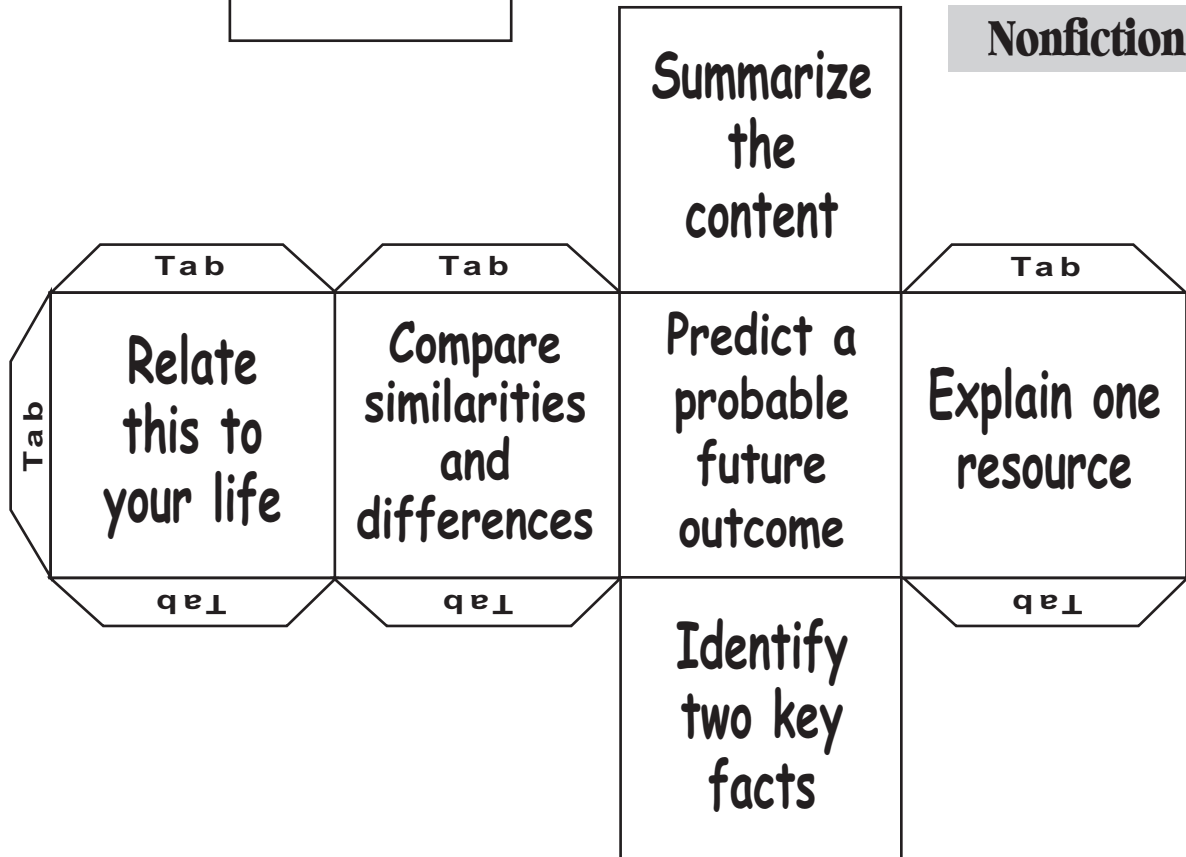 Nonfiction
Summarize
the
content
Tab
Tab
Tab
Tab
Relate
this to
your life
Compare
similarities
and
differences
Predict a
probable
future
outcome
Explain one
resource
Tab
Tab
Tab
Identify
two key
facts